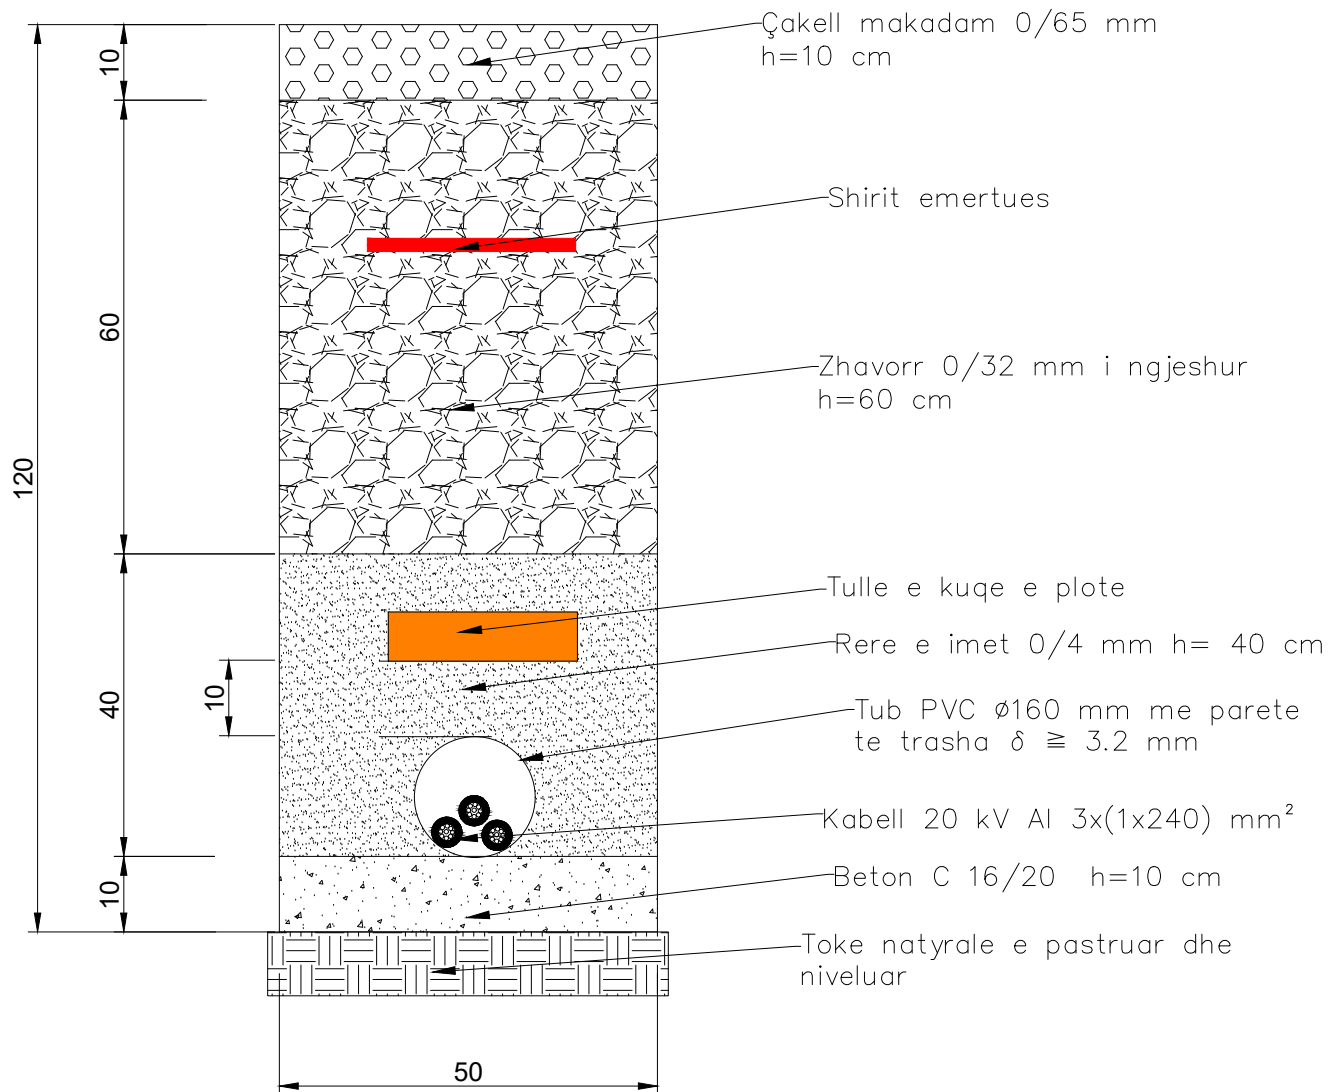 Çakell makadam 0/65 mm
h=10 cm
10
Shirit emertues
60
Zhavorr 0/32 mm i ngjeshur
h=60 cm
120
Tulle e kuqe e plote
Rere e imet 0/4 mm h= 40 cm
10
40
Tub PVC Ø160 mm me parete
te trasha δ ≧ 3.2 mm
Kabell 20 kV Al 3x(1x240) mm²
Beton C 16/20 h=10 cm
10
Toke natyrale e pastruar dhe
niveluar
50